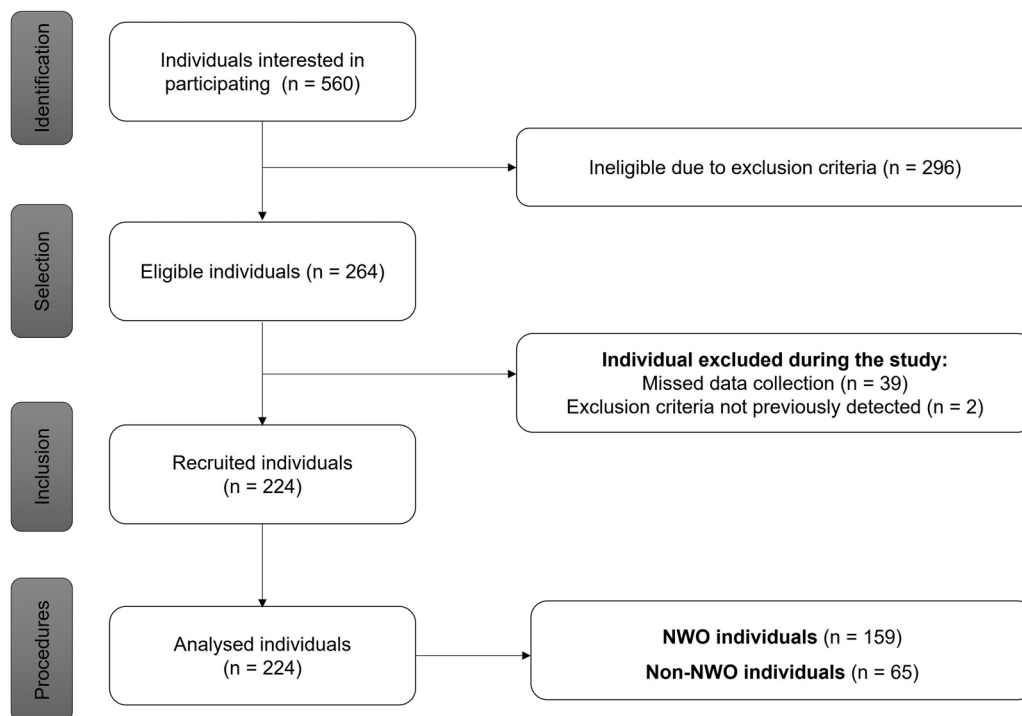 Identification
Individuals interested in
participating (n = 560)
Ineligible due to exclusion criteria (n = 296)
Selection
Eligible individuals (n = 264)
Individual excluded during the study:
Missed data collection (n = 39)
Exclusion criteria not previously detected (n = 2)
Inclusion
Recruited individuals
(n = 224)
Procedures
Analysed individuals
(n = 224)
NWO individuals (n = 159)
Non-NWO individuals (n = 65)